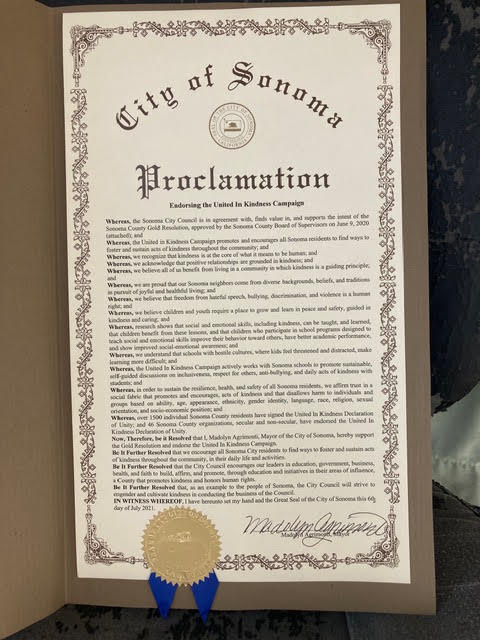 City of Sonoma
Proclamation
Endorsing the United In Kindness Campaign
Whereas, the Sonoma City Council is in agreement with, finds value in, and supports the intent of the
Sonoma County Gold Resolution, approved by the Sonoma County Board of Supervisors on June 9, 2020
(attached); and
Whereas, the United in Kindness Campaign promotes and encourages all Sonoma residents to find ways to
foster and sustain acts of kindness throughout the community; and
Whereas, we recognize that kindness is at the core of what it means to be human; and
Whereas, we acknowledge that positive relationships are grounded in kindness; and
Whereas, we believe all of us benefit from living in a community in which kindness is a guiding principle;
and
Whereas, we are proud that our Sonoma neighbors come from diverse backgrounds, beliefs, and traditions
in pursuit of joyful and healthful living; and
Whereas, we believe that freedom from hateful speech, bullying, discrimination, and violence is a human
right; and
Whereas, we believe children and youth require a place to grow and learn in peace and safety, guided in
kindness and caring; and
Whereas, research shows that social and emotional skills, including kindness, can be taught, and learned,
that children benefit from these lessons, and that children who participate in school programs designed to
teach social and emotional skills improve their behavior toward others, have better academic performance,
and show improved social-emotional awareness; and
Whereas, we understand that schools with hostile cultures, where kids feel threatened and distracted, make
learning more difficult; and
Whereas, the United In Kindness Campaign actively works with Sonoma schools to promote sustainable,
self-guided discussions on inclusiveness, respect for others, anti-bullying, and daily acts of kindness with
students; and
Whereas, in order to sustain the resilience, health, and safety of all Sonoma residents, we affirm trust in a
social fabric that promotes and encourages, acts of kindness and that disallows harm to individuals and
groups based on ability, age, appearance, ethnicity, gender identity, language, race, religion, sexual
orientation, and socio-economic position; and
Whereas, over 1500 individual Sonoma County residents have signed the United In Kindness Declaration
of Unity; and 46 Sonoma County organizations, secular and non-secular, have endorsed the United In
Kindness Declaration of Unity.
Now, Therefore, be it Resolved that I, Madolyn Agrimonti, Mayor of the City of Sonoma, hereby support
the Gold Resolution and endorse the United In Kindness Campaign.
Be It Further Resolved that we encourage all Sonoma City residents to find ways to foster and sustain acts
of kindness throughout the community, in their daily life and activities.
Be It Further Resolved that the City Council encourages our leaders in education, government, business,
health, and faith to build, affirm, and promote, through education and initiatives in their areas of influence,
a County that promotes kindness and honors human rights.
Be It Further Resolved that, as an example to the people of Sonoma, the City Council will strive to
engender and cultivate kindness in conducting the business of the Council.
IN WITNESS WHEREOF, I have hereunto set my hand and the Great Seal of the City of Sonoma this 6th
day of July 2021.
Madolyn Agrimonti
Madolyn Agrimonti, Mayor